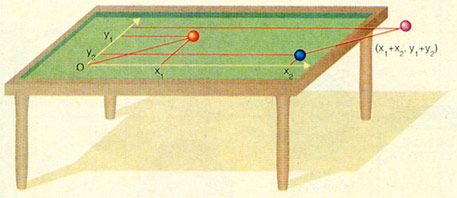 y₁
y₂
O
x₁
x₂
(x₁+x₂, y₁+y₂)